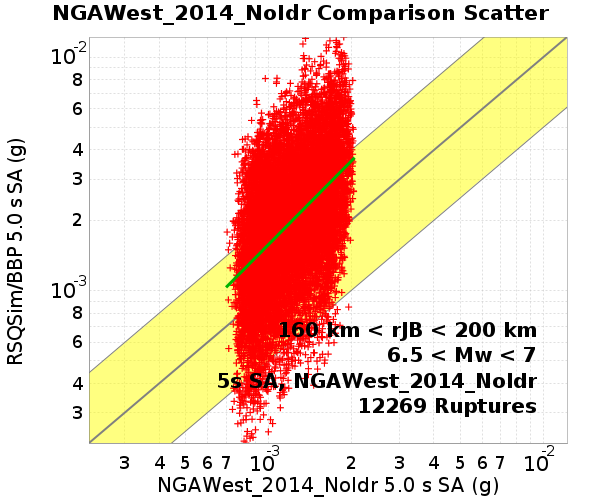 NGAWest_2014_NoIdr Comparison Scatter
RSQSim/BBP 5.0 s SA (g)
10-2
8
6
4
3
2
10-3
8
6
4
3
160 km < rJB < 200 km
6.5 < Mw < 7
5s SA, NGAWest_2014_NoIdr
12269 Ruptures
3 4 5 6 7 10-3 2 3 4 5 6 7 10-2
NGAWest_2014_NoIdr 5.0 s SA (g)